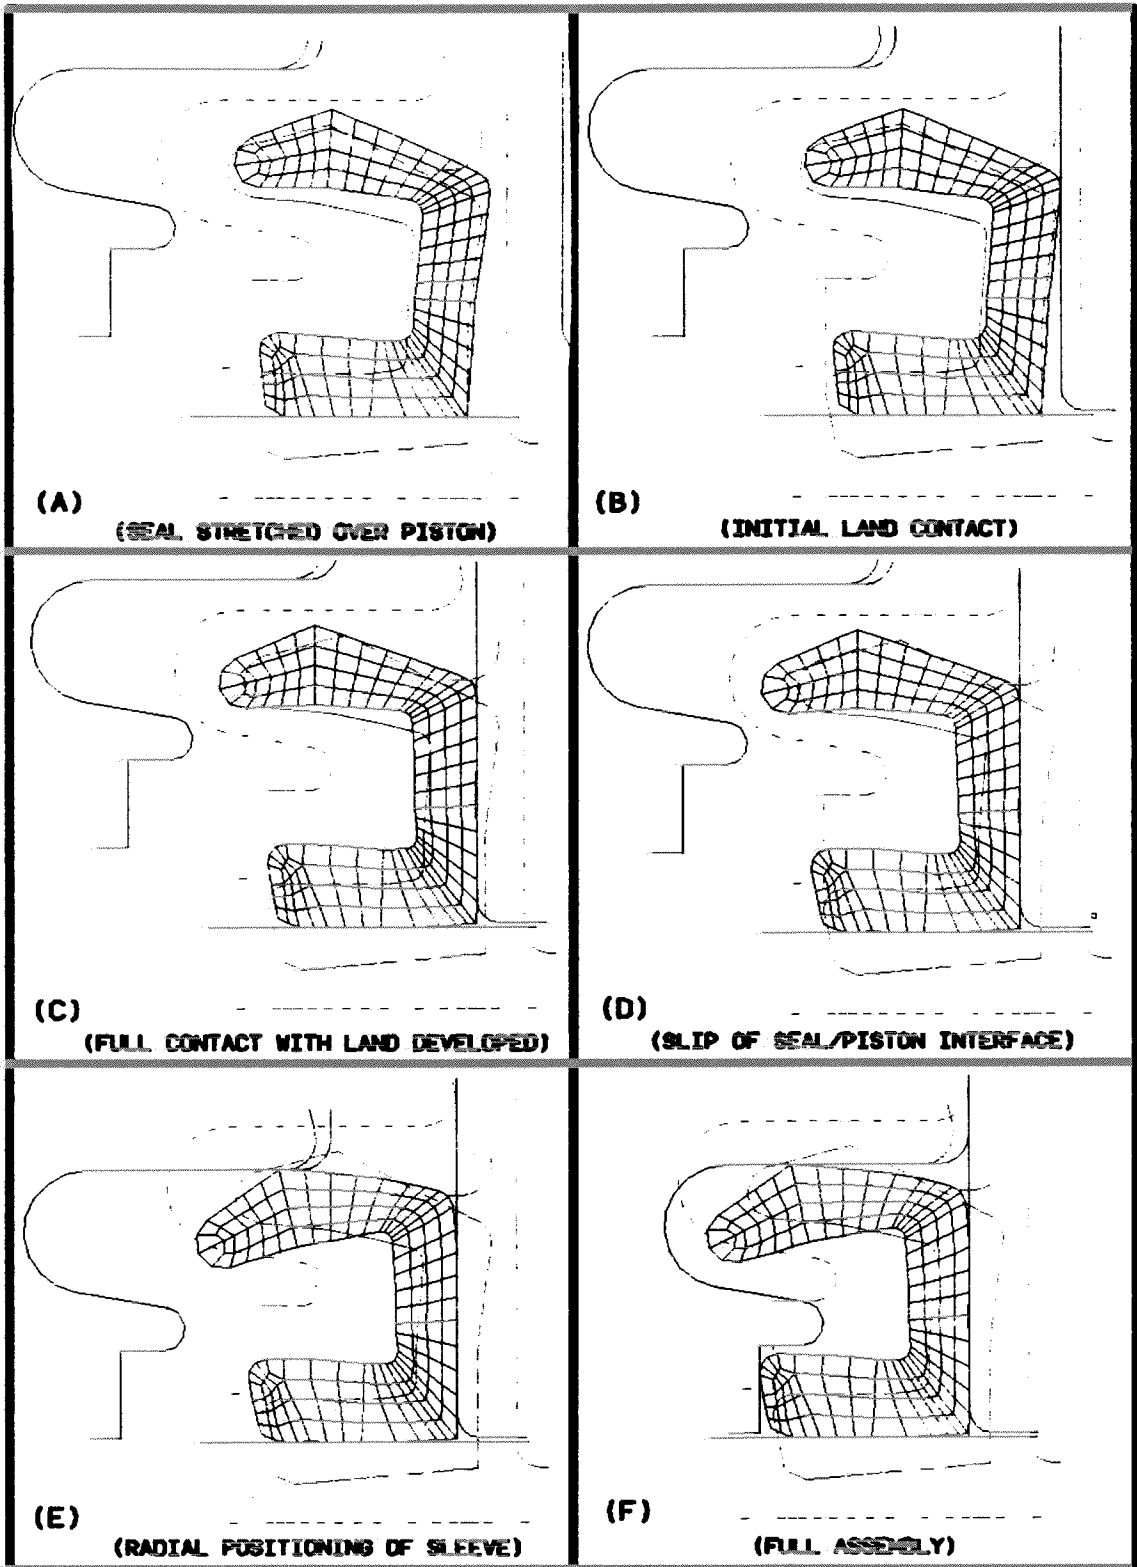 (A)
(SEAL STRETCHED OVER PISTON)
(B)
(INITIAL LAND CONTACT)
(C)
(FULL CONTACT WITH LAND DEVELOPED)
(D)
(SLIP OF SEAL/PISTON INTERFACE)
(E)
(RADIAL POSITIONING OF SLEEVE)
(F)
(FULL ASSEMBLY)